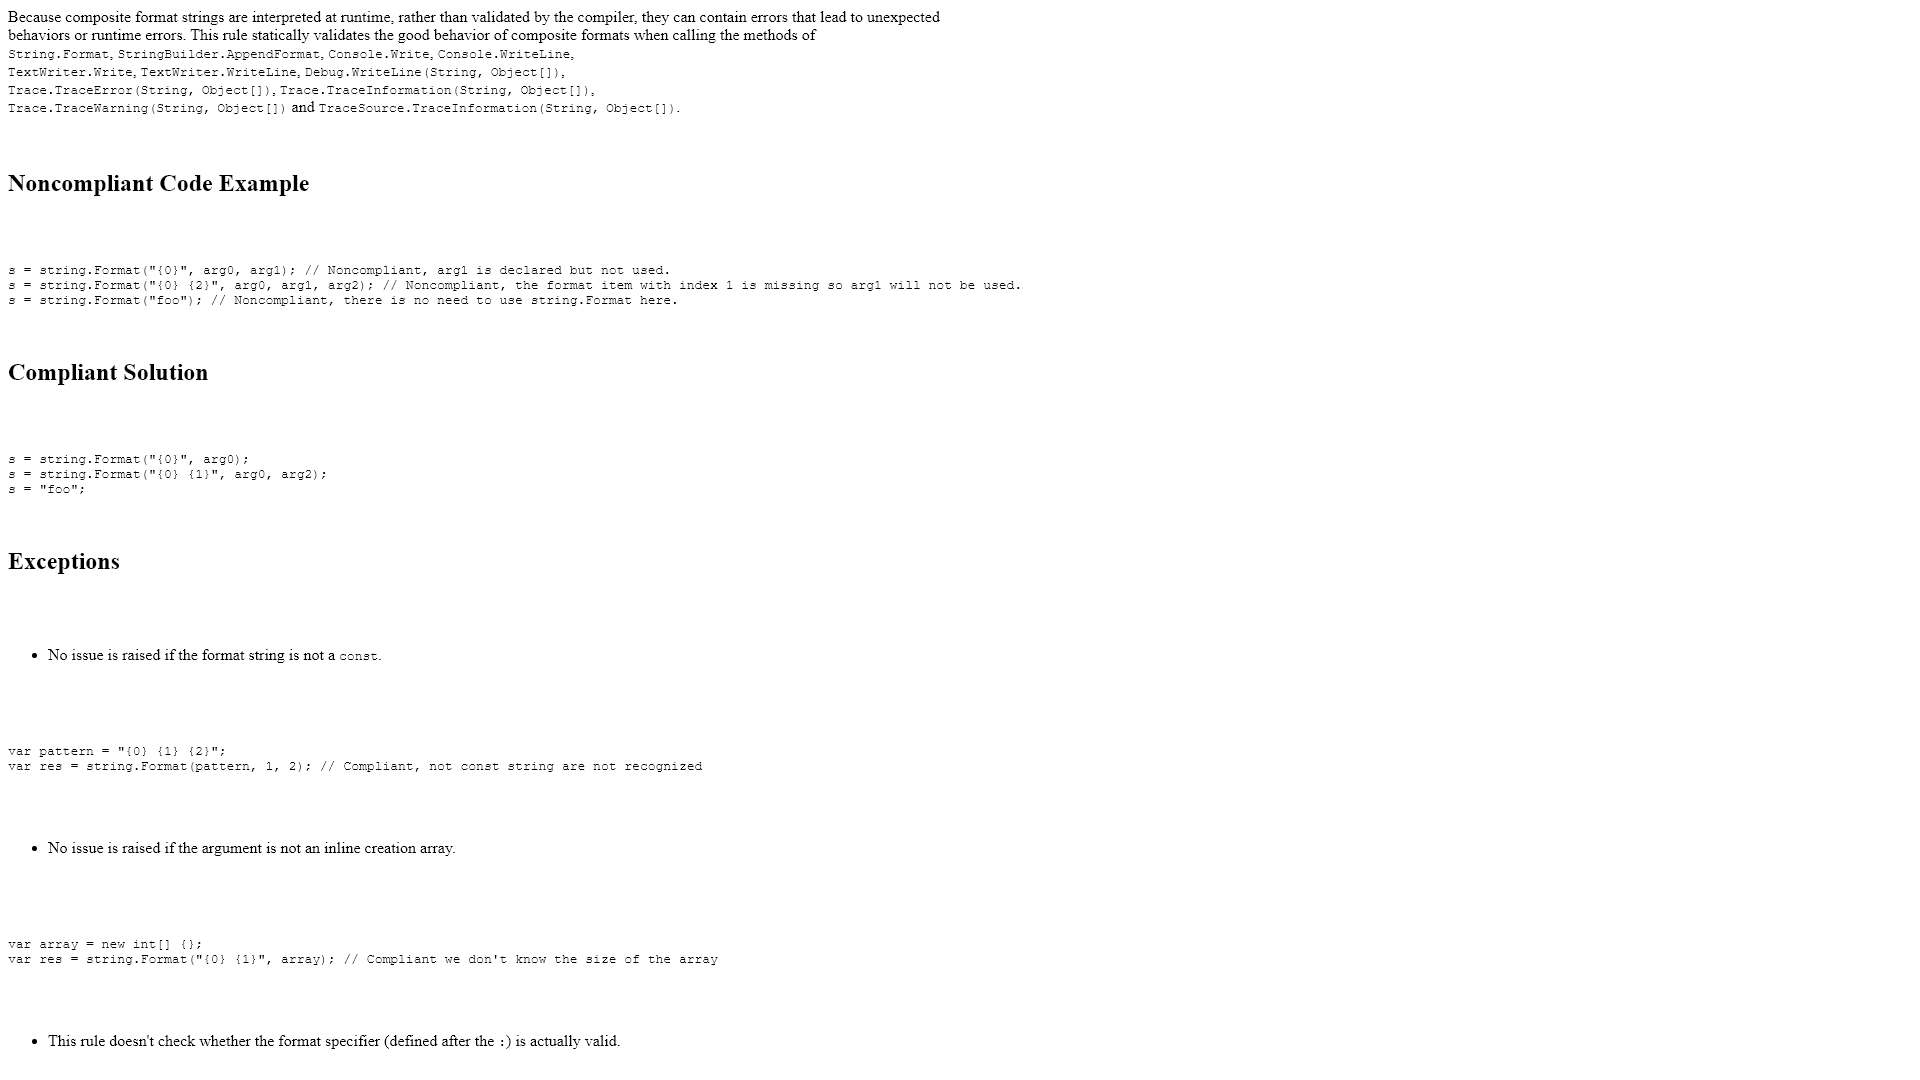 Because composite format strings are interpreted at runtime, rather than validated by the compiler, they can contain errors that lead to unexpected
behaviors or runtime errors. This rule statically validates the good behavior of composite formats when calling the methods of
String.Format, StringBuilder.AppendFormat, Console.Write, Console.WriteLine,
TextWriter.Write, TextWriter.WriteLine, Debug.WriteLine(String, Object[]),
Trace.TraceError(String, Object[]), Trace.TraceInformation(String, Object[]),
Trace.TraceWarning(String, Object[]) and TraceSource.TraceInformation(String, Object[]).
Noncompliant Code Example
s = string.Format("{0}", arg0, arg1); // Noncompliant, arg1 is declared but not used.
s = string.Format("{0} {2}", arg0, arg1, arg2); // Noncompliant, the format item with index 1 is missing so arg1 will not be used.
s = string.Format("foo"); // Noncompliant, there is no need to use string.Format here.
Compliant Solution
s = string.Format("{0}", arg0);
s = string.Format("{0} {1}", arg0, arg2);
s = "foo";
Exceptions
• No issue is raised if the format string is not a const.
var pattern = "{0} {1} {2}";
var res = string.Format(pattern, 1, 2); // Compliant, not const string are not recognized
• No issue is raised if the argument is not an inline creation array.
var array = new int[] {};
var res = string.Format("{0} {1}", array); // Compliant we don't know the size of the array
• This rule doesn't check whether the format specifier (defined after the :) is actually valid.